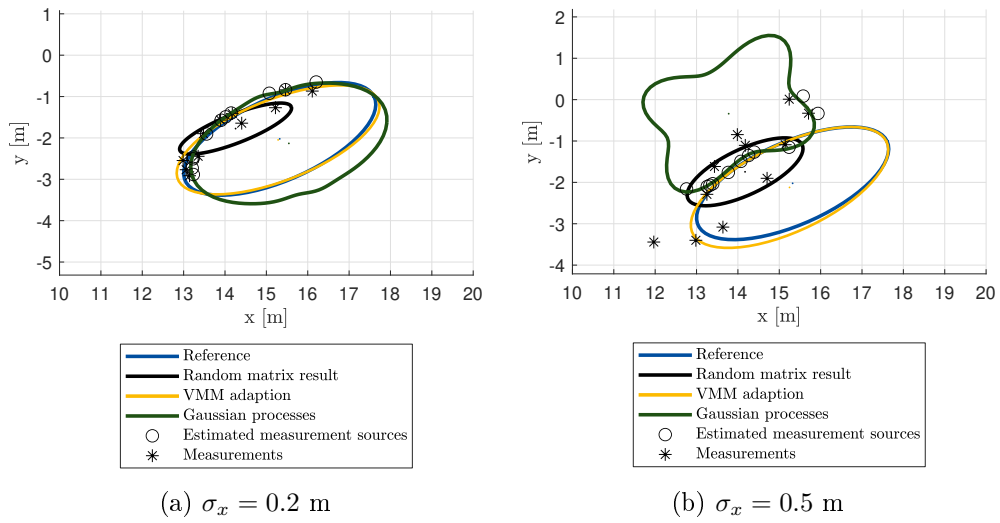 1
0
-1
-2
-3
-4
-5
y [m]
10 11 12 13 14 15 16 17 18 19 20
x [m]
Reference
Random matrix result
VMM adaption
Gaussian processes
Estimated measurement sources
Measurements
(a) σx = 0.2 m
2
1
0
-1
-2
-3
-4
y [m]
10 11 12 13 14 15 16 17 18 19 20
x [m]
Reference
Random matrix result
VMM adaption
Gaussian processes
Estimated measurement sources
Measurements
(b) σx = 0.5 m